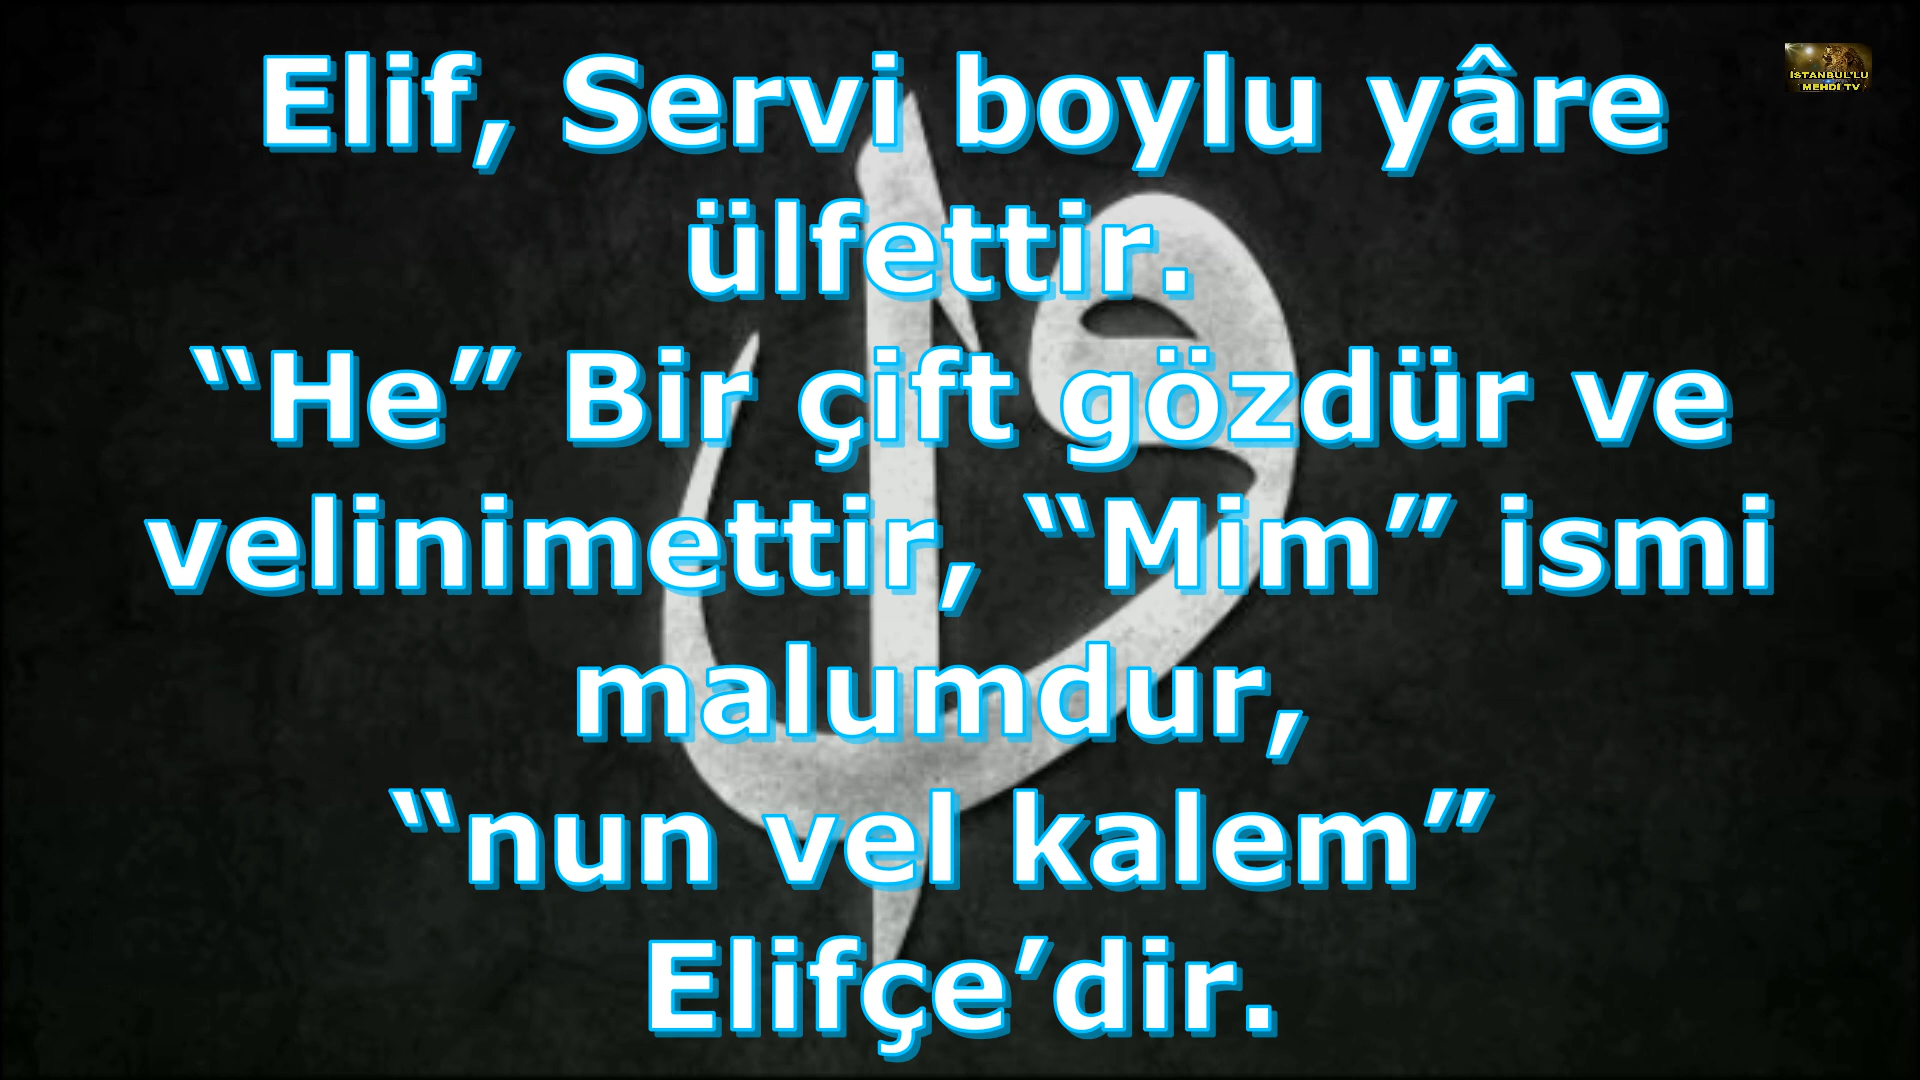 Elif, Servi boylu yâre
ülfettir.
“He” Bir çift gözdür ve
velinimettir, “Mim” ismi
malumdur,
“nun vel kalem”
Elifçe’dir.
İSTANBUL'LU
MEHDİ TV